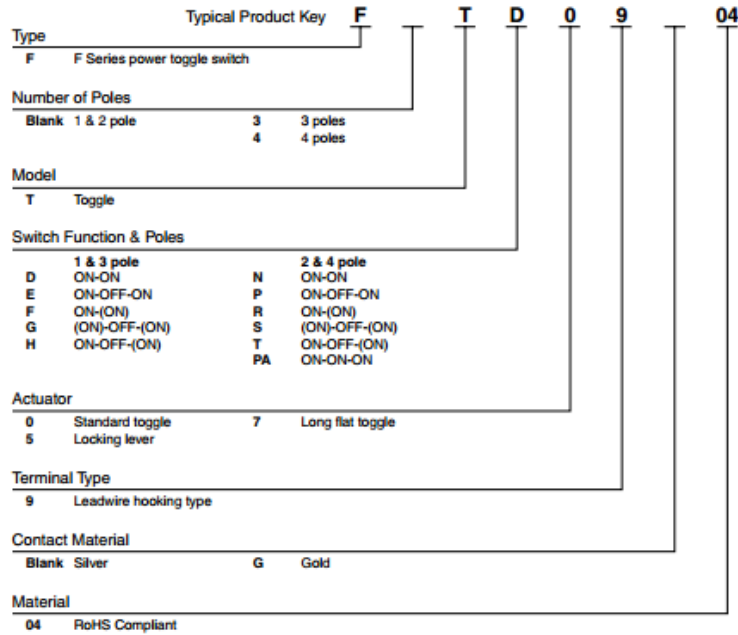 Typical Product Key F _ T D 0 9 _ 04
Type
F F Series power toggle switch
Number of Poles
Blank 1 & 2 pole 3 3 poles
4 4 poles
Model
T Toggle
Switch Function & Poles
1 & 3 pole 2 & 4 pole
D ON-ON N ON-ON
E ON-OFF-ON P ON-OFF-ON
F ON-(ON) R ON-(ON)
G (ON)-OFF-(ON) S (ON)-OFF-(ON)
H ON-OFF-(ON) T ON-OFF-(ON)
PA ON-ON-ON
Actuator
0 Standard toggle 7 Long flat toggle
5 Locking lever
Terminal Type
9 Leadwire hooking type
Contact Material
Blank Silver G Gold
Material
04 RoHS Compliant